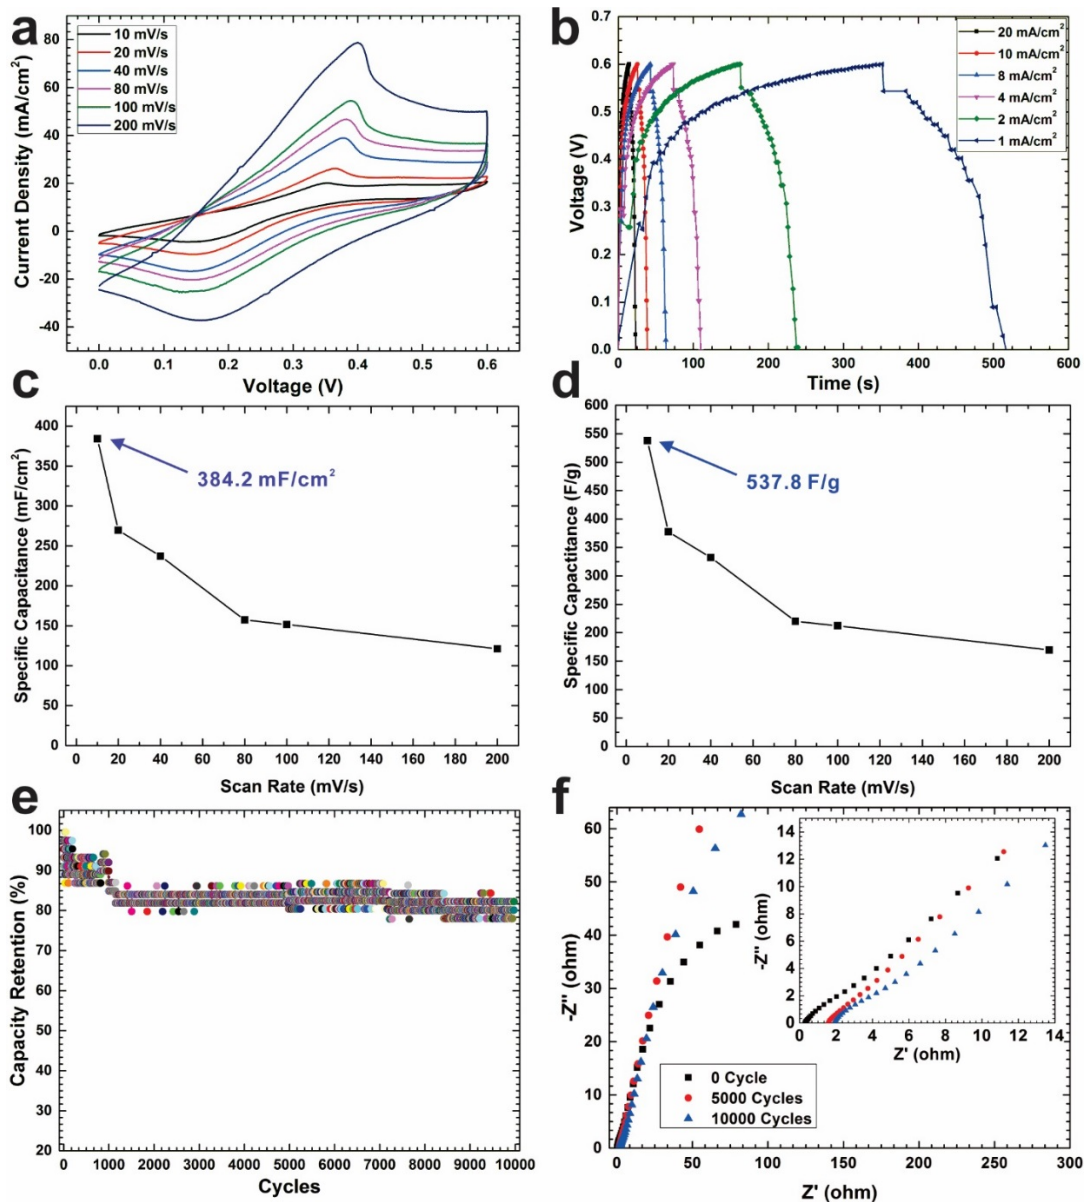 a
10 mV/s
20 mV/s
40 mV/s
80 mV/s
100 mV/s
200 mV/s
Current Density (mA/cm²)
80
60
40
20
0
-20
-40
0.0 0.1 0.2 0.3 0.4 0.5 0.6
Voltage (V)
b
20 mA/cm²
10 mA/cm²
8 mA/cm²
4 mA/cm²
2 mA/cm²
1 mA/cm²
Voltage (V)
0.7
0.6
0.5
0.4
0.3
0.2
0.1
0.0
0 100 200 300 400 500 600
Time (s)
c
384.2 mF/cm²
Specific Capacitance (mF/cm²)
400
350
300
250
200
150
100
50
0
0 20 40 60 80 100 120 140 160 180 200
Scan Rate (mV/s)
d
537.8 F/g
Specific Capactitance (F/g)
600
550
500
450
400
350
300
250
200
150
100
50
0
0 20 40 60 80 100 120 140 160 180 200
Scan Rate (mV/s)
e
Capacity Retention (%)
100
90
80
70
60
50
40
30
20
0 1000 2000 3000 4000 5000 6000 7000 8000 9000 10000
Cycles
f
-Z" (ohm)
60
50
40
30
20
10
0
0 50 100 150 200 250 300
Z' (ohm)
0 Cycle
5000 Cycles
10000 Cycles
-Z" (ohm)
14
12
10
8
6
4
2
0
0 2 4 6 8 10 12 14
Z' (ohm)